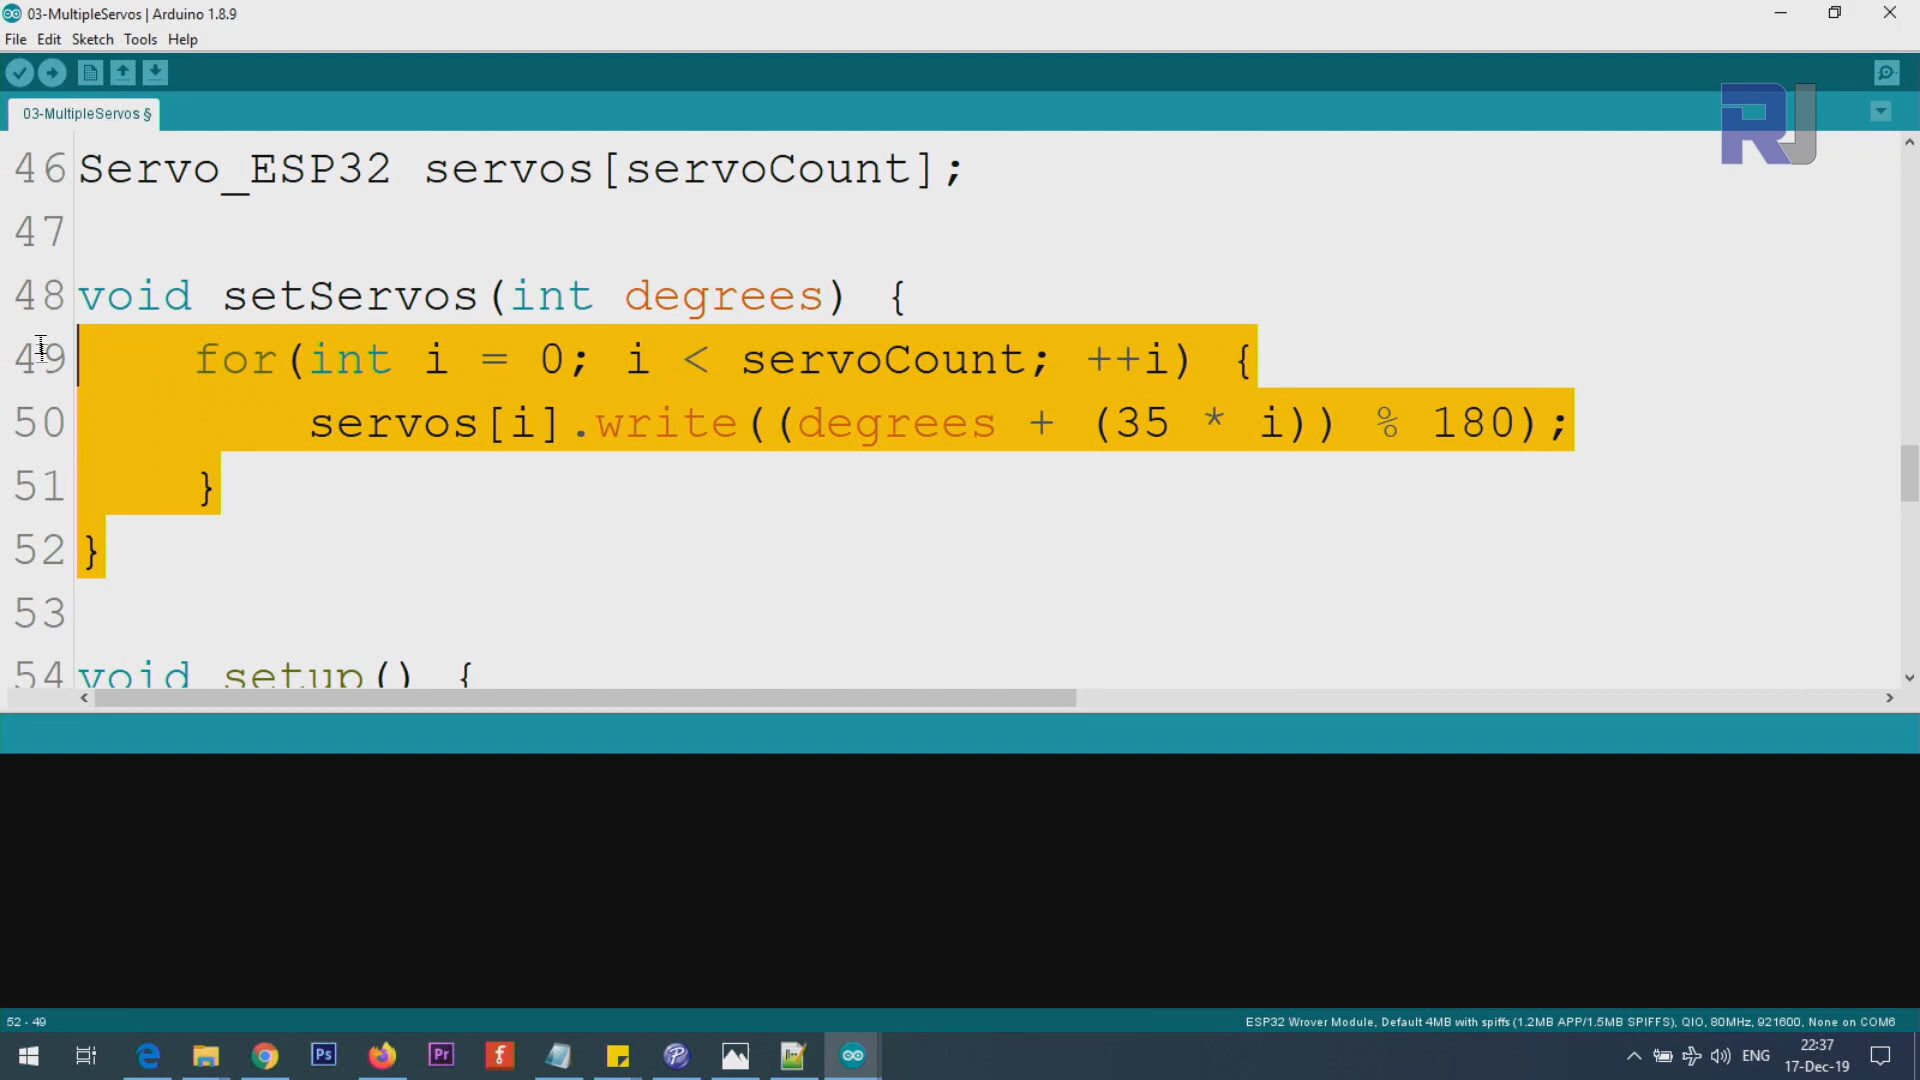 03-MultipleServos | Arduino 1.8.9
File Edit Sketch Tools Help
03-MultipleServos §
RJ
46 Servo_ESP32 servos[servoCount];
47
48 void setServos(int degrees) {
49 for(int i = 0; i < servoCount; ++i) {
50 servos[i].write((degrees + (35 * i)) % 180);
51 }
52 }
53
54 void setup() {
52 - 49
ESP32 Wrover Module, Default 4MB with spiffs (1.2MB APP/1.5MB SPIFFS), QIO, 80MHz, 921600, None on COM6
Ps
Pr
ENG
22:37
17-Dec-19